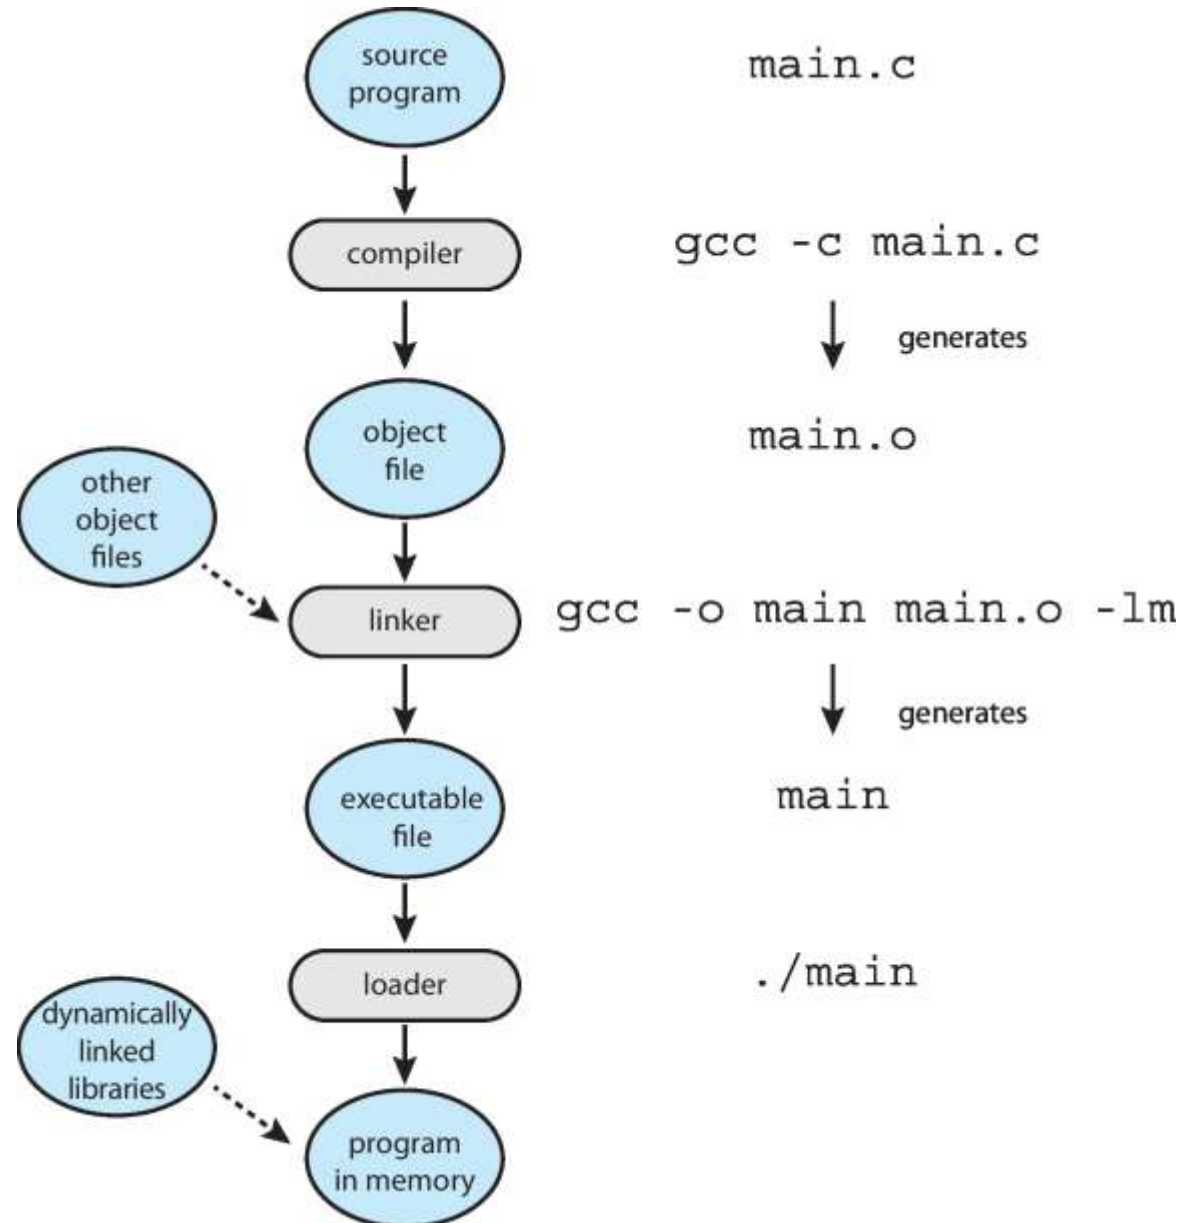 source
program
main.c
compiler
gcc -c main.c
generates
object
file
main.o
other
object
files
linker
gcc -o main main.o -lm
generates
executable
file
main
loader
./main
dynamically
linked
libraries
program
in memory